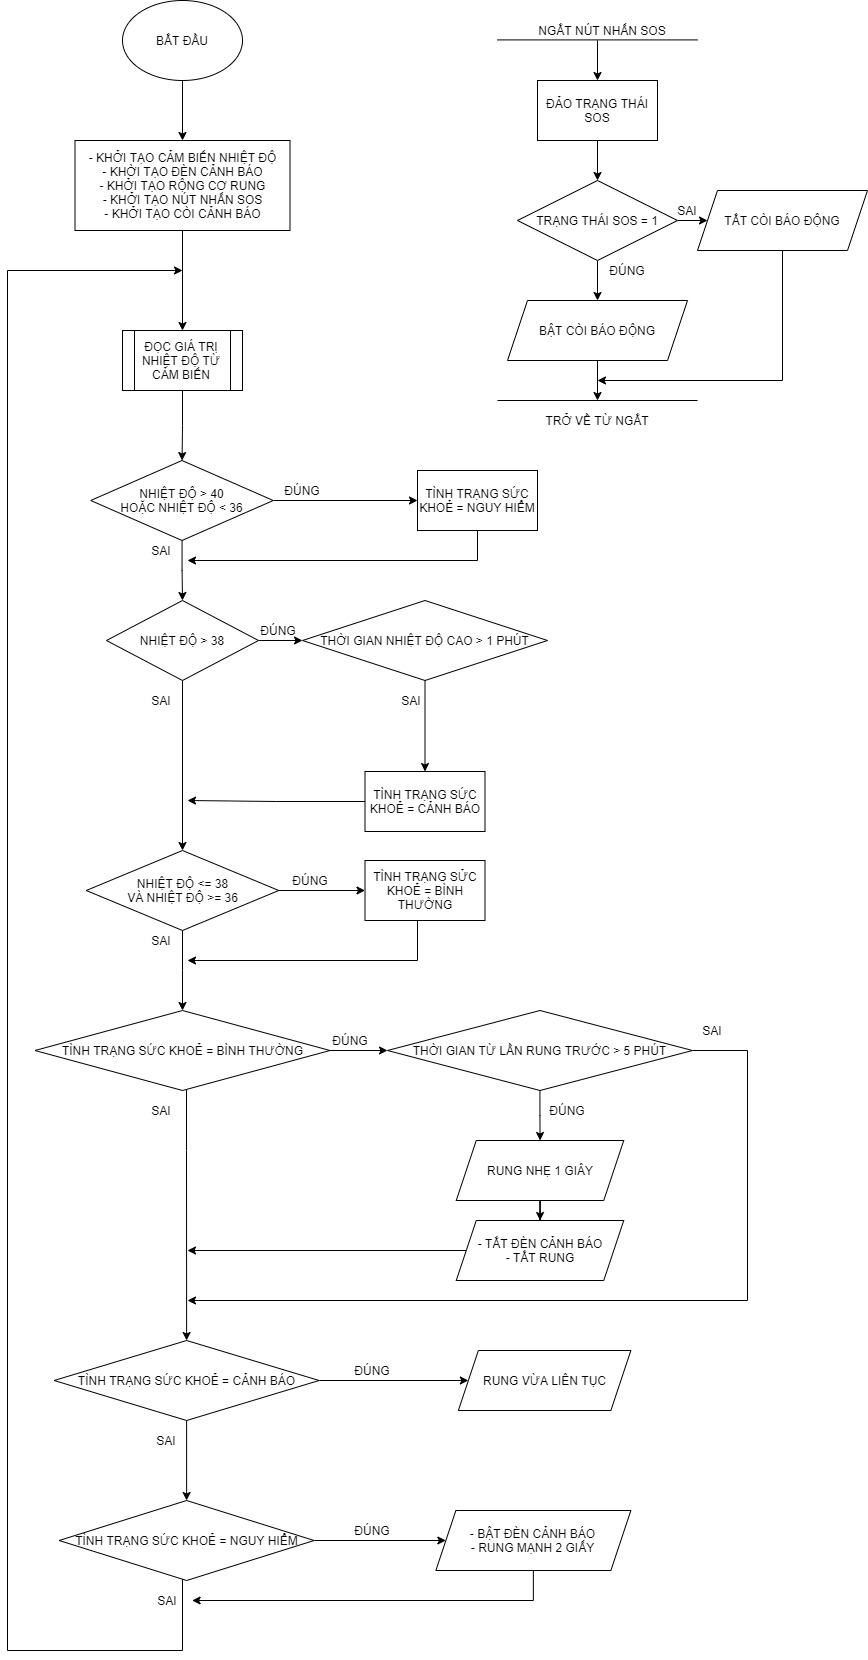 BẮT ĐẦU
- KHỞI TẠO CẢM BIẾN NHIỆT ĐỘ
- KHỞI TẠO ĐÈN CẢNH BÁO
- KHỞI TẠO RỘNG CƠ RUNG
- KHỞI TẠO NÚT NHẤN SOS
- KHỞI TẠO CÒI CẢNH BÁO
ĐỌC GIÁ TRỊ
NHIỆT ĐỘ TỪ
CẢM BIẾN
NHIỆT ĐỘ > 40
HOẶC NHIỆT ĐỘ < 36
ĐÚNG
TÌNH TRẠNG SỨC
KHOẺ = NGUY HIỂM
SAI
NHIỆT ĐỘ > 38
ĐÚNG
THỜI GIAN NHIỆT ĐỘ CAO > 1 PHÚT
SAI
SAI
TÌNH TRẠNG SỨC
KHOẺ = CẢNH BÁO
NHIỆT ĐỘ <= 38
VÀ NHIỆT ĐỘ >= 36
ĐÚNG
TÌNH TRẠNG SỨC
KHOẺ = BÌNH
THƯỜNG
SAI
TÌNH TRẠNG SỨC KHOẺ = BÌNH THƯỜNG
ĐÚNG
THỜI GIAN TỪ LẦN RUNG TRƯỚC > 5 PHÚT
SAI
SAI
ĐÚNG
RUNG NHẸ 1 GIÂY
- TẮT ĐÈN CẢNH BÁO
- TẮT RUNG
TÌNH TRẠNG SỨC KHOẺ = CẢNH BÁO
ĐÚNG
RUNG VỪA LIÊN TỤC
SAI
TÌNH TRẠNG SỨC KHOẺ = NGUY HIỂM
ĐÚNG
- BẬT ĐÈN CẢNH BÁO
- RUNG MẠNH 2 GIẤY
SAI
NGẮT NÚT NHẤN SOS
ĐẢO TRẠNG THÁI
SOS
TRẠNG THÁI SOS = 1
SAI
TẮT CÒI BÁO ĐỘNG
ĐÚNG
BẬT CÒI BÁO ĐỘNG
TRỞ VỀ TỪ NGẮT